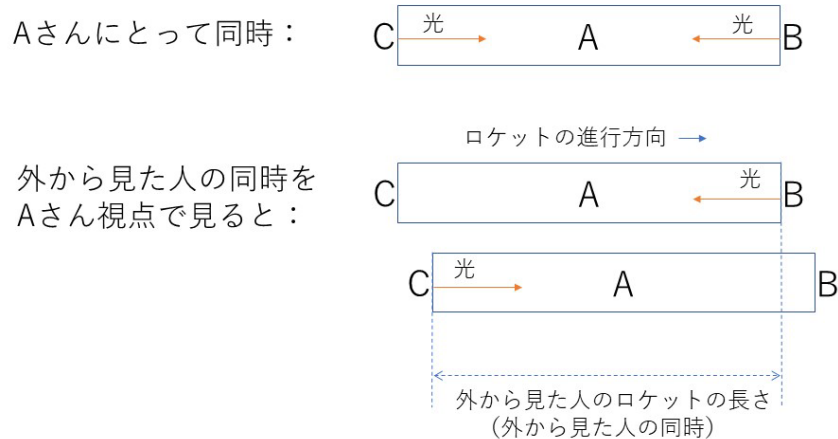 Aさんにとって同時：
C 光 A 光 B
ロケットの進行方向
外から見た人の同時を
Aさん視点で見ると：
C A 光 B
C 光 A B
外から見た人のロケットの長さ
（外から見た人の同時）